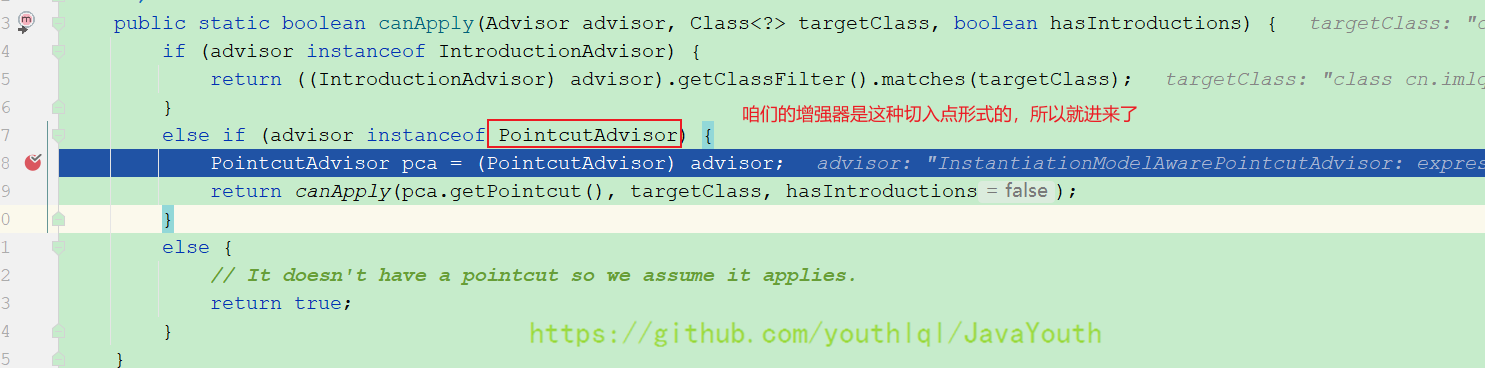 3 public static boolean canApply(Advisor advisor, Class<?> targetClass, boolean hasIntroductions) { targetClass: "c
4 if (advisor instanceof IntroductionAdvisor) {
5 return ((IntroductionAdvisor) advisor).getClassFilter().matches(targetClass); targetClass: "class cn.imlq
6 }
咱们的增强器是这种切入点形式的，所以就进来了
7 else if (advisor instanceof PointcutAdvisor) {
8 PointcutAdvisor pca = (PointcutAdvisor) advisor; advisor: "InstantiationModelAwarePointcutAdvisor: expres
9 return canApply(pca.getPointcut(), targetClass, hasIntroductions = false );
0 }
1 else {
2 // It doesn't have a pointcut so we assume it applies.
3 return true;
4 }
https://github.com/youthlql/JavaYouth
5 }